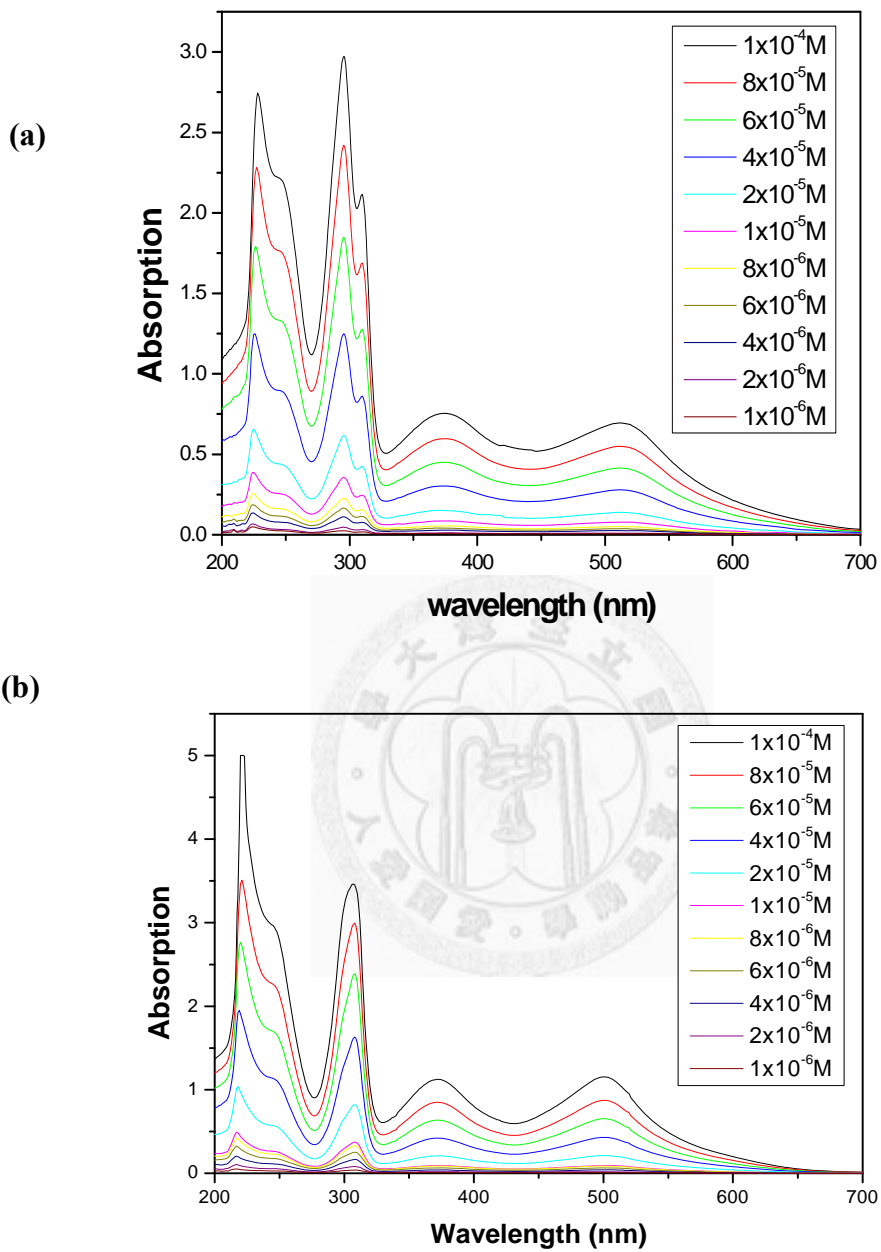 (a)
Absorption
3.0
2.5
2.0
1.5
1.0
0.5
0.0
200 300 400 500 600 700
wavelength (nm)
1x10⁻⁴M
8x10⁻⁵M
6x10⁻⁵M
4x10⁻⁵M
2x10⁻⁵M
1x10⁻⁵M
8x10⁻⁶M
6x10⁻⁶M
4x10⁻⁶M
2x10⁻⁶M
1x10⁻⁶M
(b)
Absorption
5
4
3
2
1
0
200 300 400 500 600 700
Wavelength (nm)
1x10⁻⁴M
8x10⁻⁵M
6x10⁻⁵M
4x10⁻⁵M
2x10⁻⁵M
1x10⁻⁵M
8x10⁻⁶M
6x10⁻⁶M
4x10⁻⁶M
2x10⁻⁶M
1x10⁻⁶M